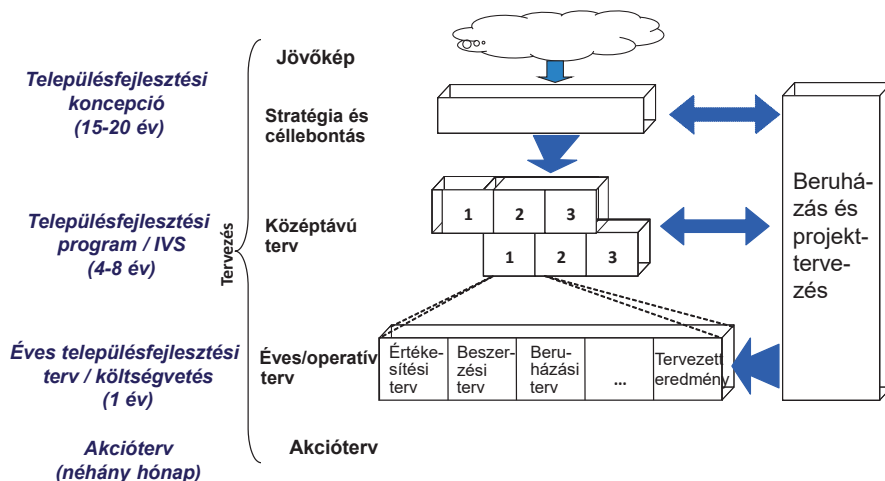 Településfejlesztési
koncepció
(15-20 év)
Településfejlesztési
program / IVS
(4-8 év)
Éves településfejlesztési
terv / költségvetés
(1 év)
Akcióterv
(néhány hónap)
Tervezés
Jövőkép
Stratégia és
céllebontás
Középtávú
terv
Éves/operatív
terv
Akcióterv
1 2 3
1 2 3
Értéke-
sítési
terv
Beszer-
zési
terv
Beru-
házási
terv
...
Tervezett
eredmény
Beruhá-
zás és
projekt-
terve-
zés